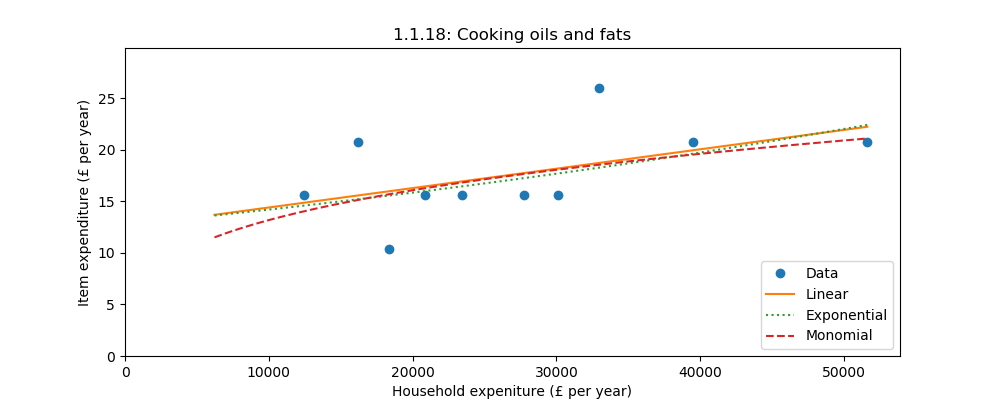 1.1.18: Cooking oils and fats
Item expenditure (£ per year)
25
20
15
10
5
0
0 10000 20000 30000 40000 50000
Household expeniture (£ per year)
Data
Linear
Exponential
Monomial